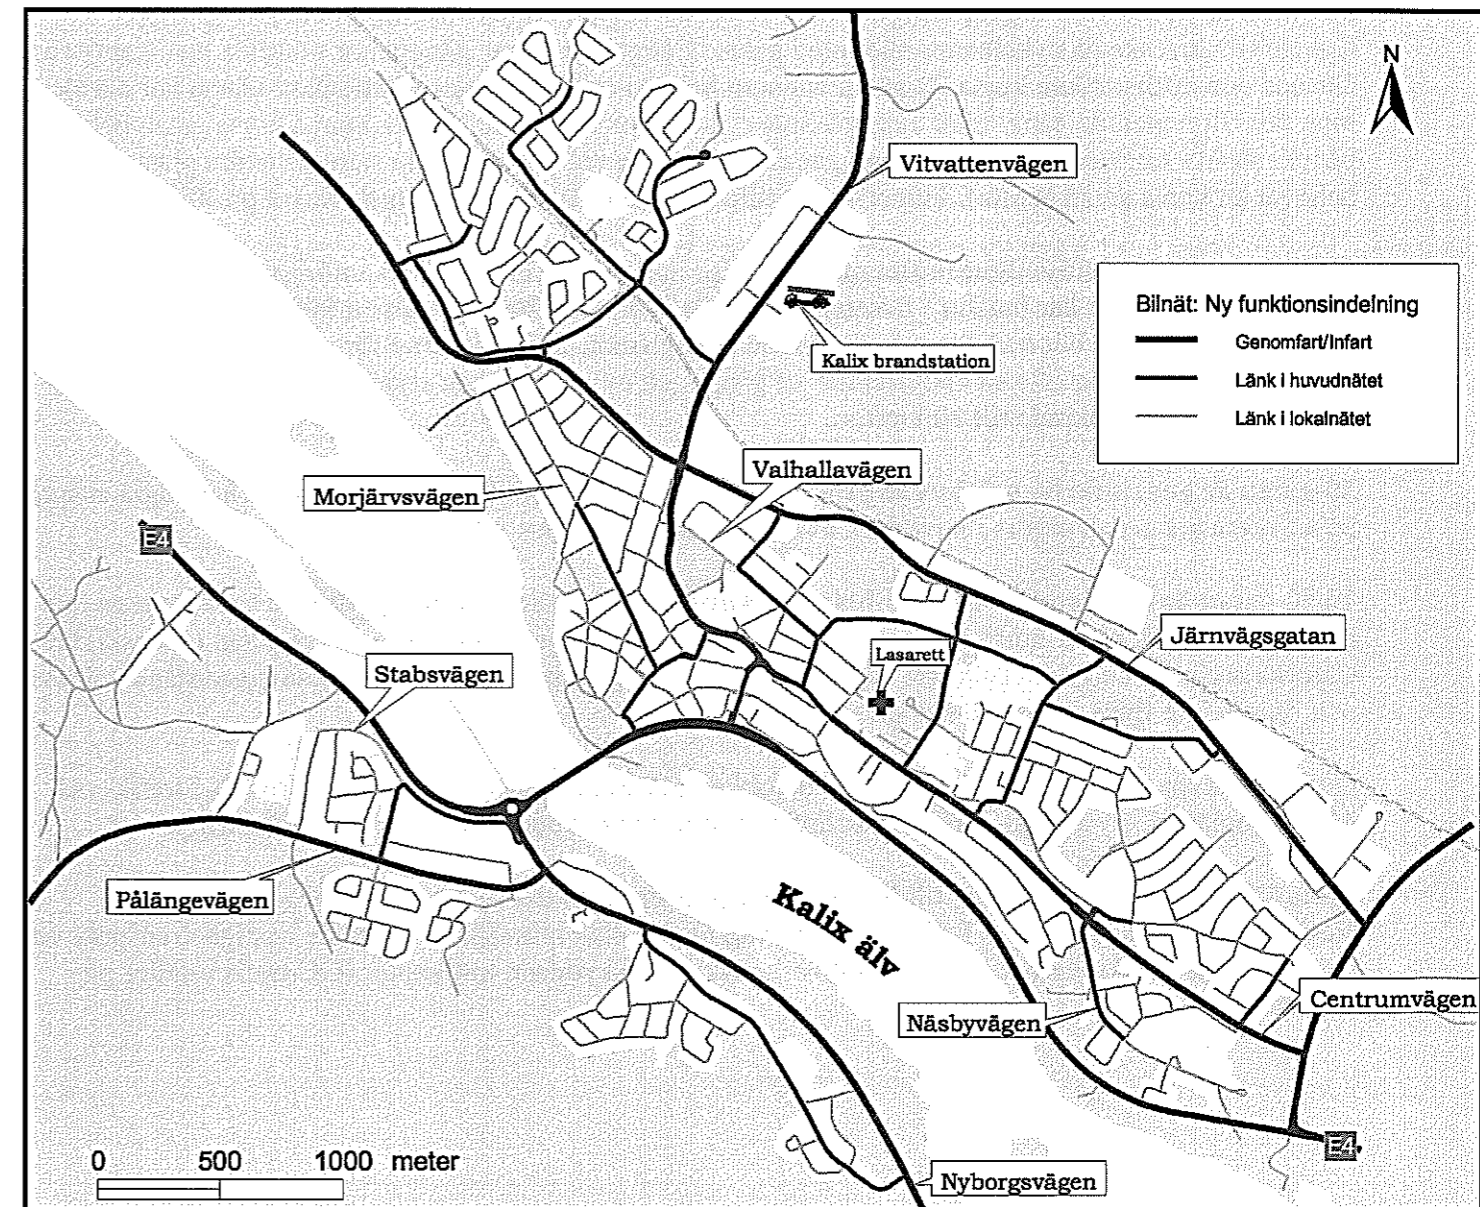 N
Vitvattenvägen
Bilnät: Ny funktionsindelning
Genomfart/Infart
Länk i huvudnätet
Länk i lokalnätet
Kalix brandstation
Valhallavägen
Morjärvsvägen
E4
Järnvägsgatan
Lasarett
Stabsvägen
Pålängevägen
Kalix älv
Centrumvägen
Näsbyvägen
E4
0 500 1000 meter
Nyborgsvägen